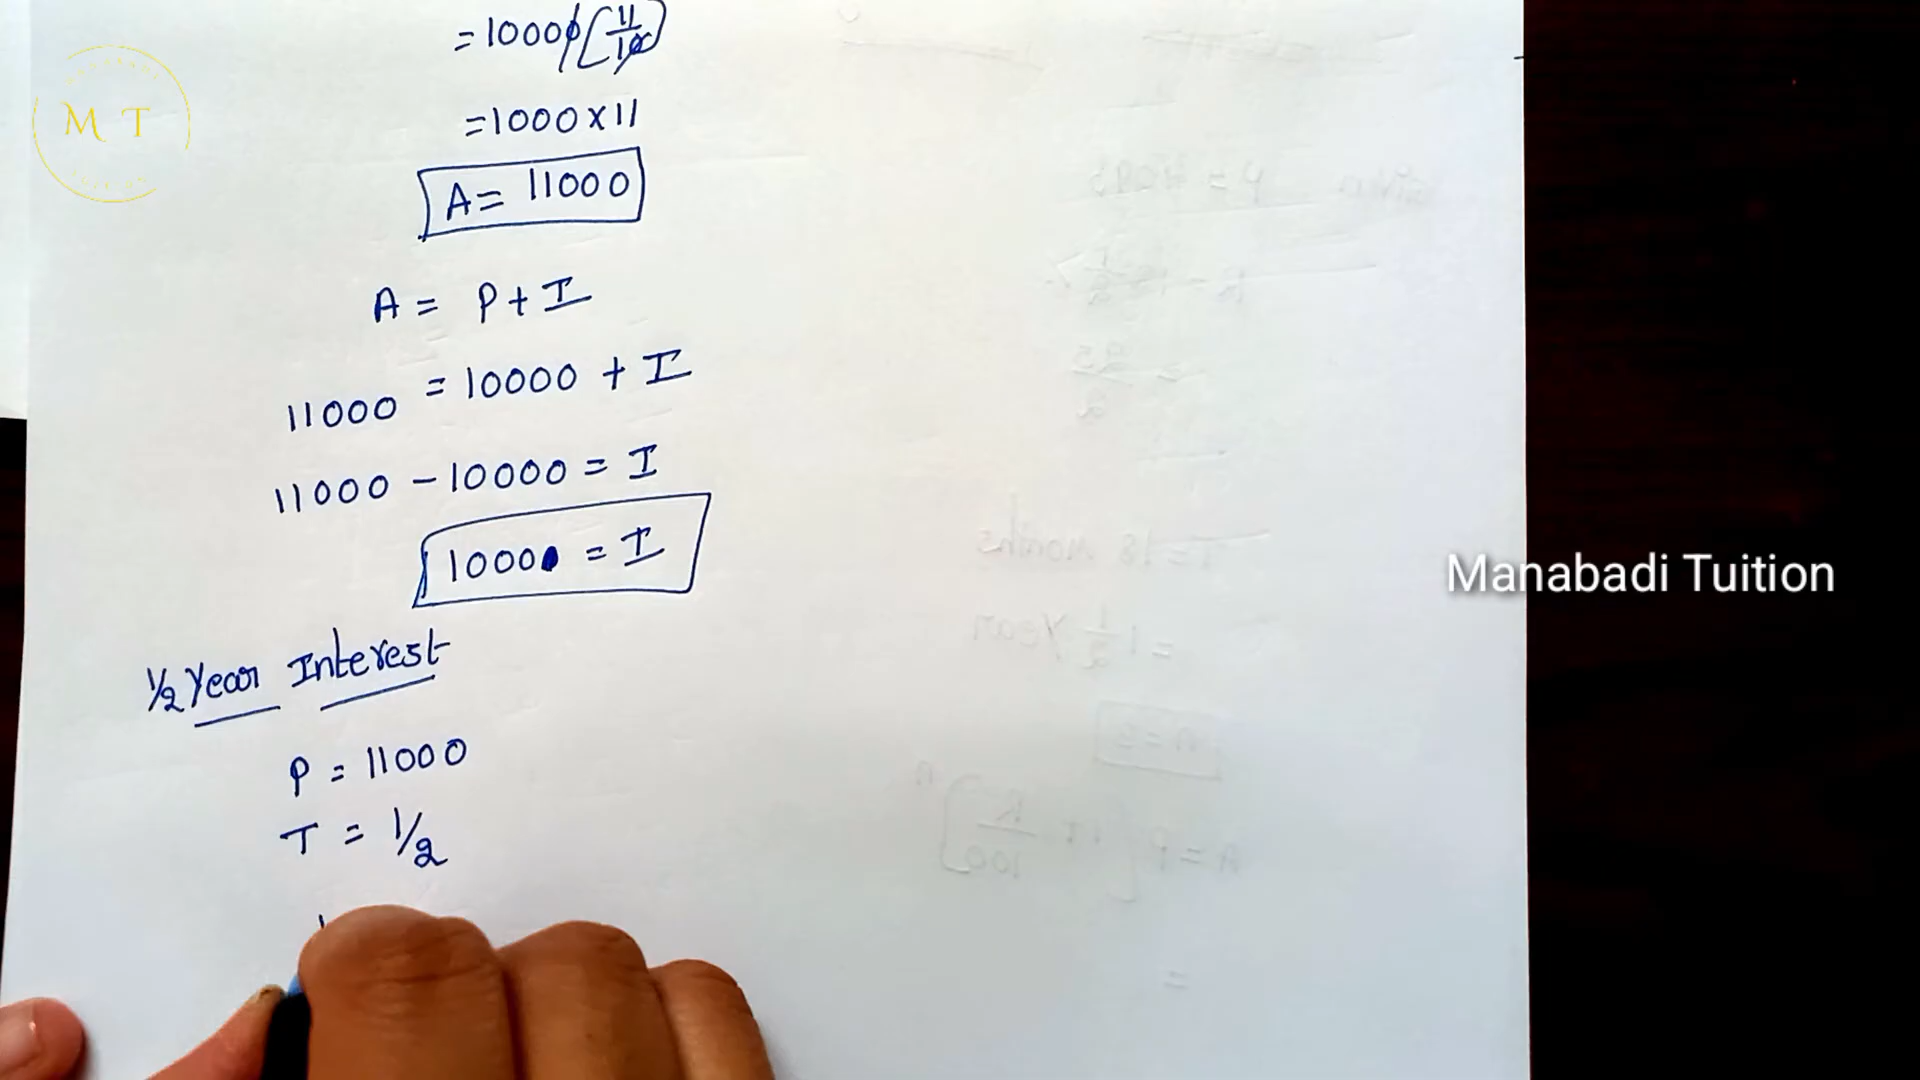 = 10000 (11/10)
= 1000 x 11
A = 11000
A = P + I
11000 = 10000 + I
11000 - 10000 = I
1000 = I
1/2 Year Interest
P = 11000
T = 1/2
M T
Manabadi Tuition